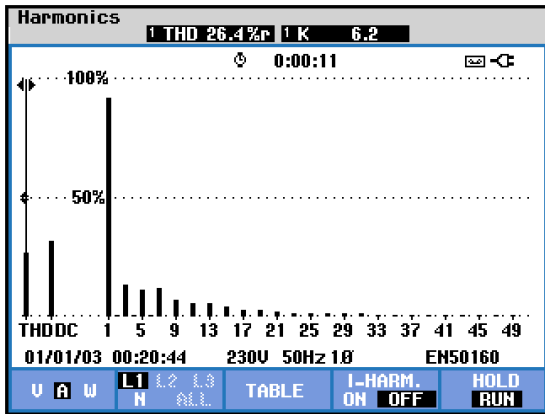 Harmonics
1 THD 26.4%r 1 K 6.2
0:00:11
100%
50%
THD DC 1 5 9 13 17 21 25 29 33 37 41 45 49
01/01/03 00:20:44 230V 50Hz 1Ø EN50160
V A W L1 L2 L3 TABLE I-HARM. HOLD
N ALL ON OFF RUN